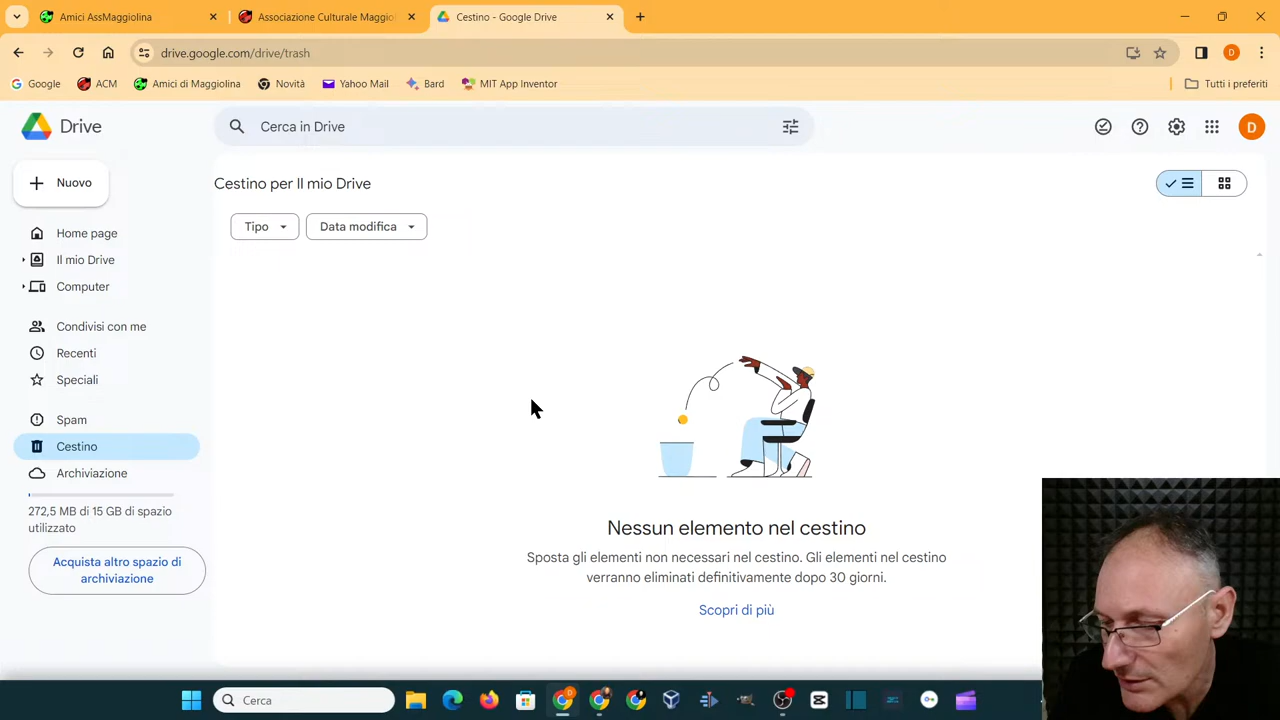 Amici AssMaggiolina
Associazione Culturale Maggiol
Cestino - Google Drive
drive.google.com/drive/trash
D
Google
ACM
Amici di Maggiolina
Novità
Yahoo Mail
Bard
MIT App Inventor
Tutti i preferiti
Drive
Cerca in Drive
D
Nuovo
Cestino per Il mio Drive
Tipo
Data modifica
Home page
Il mio Drive
Computer
Condivisi con me
Recenti
Speciali
Spam
Cestino
Archiviazione
272,5 MB di 15 GB di spazio
utilizzato
Acquista altro spazio di
archiviazione
Nessun elemento nel cestino
Sposta gli elementi non necessari nel cestino. Gli elementi nel cestino
verranno eliminati definitivamente dopo 30 giorni.
Scopri di più
Cerca